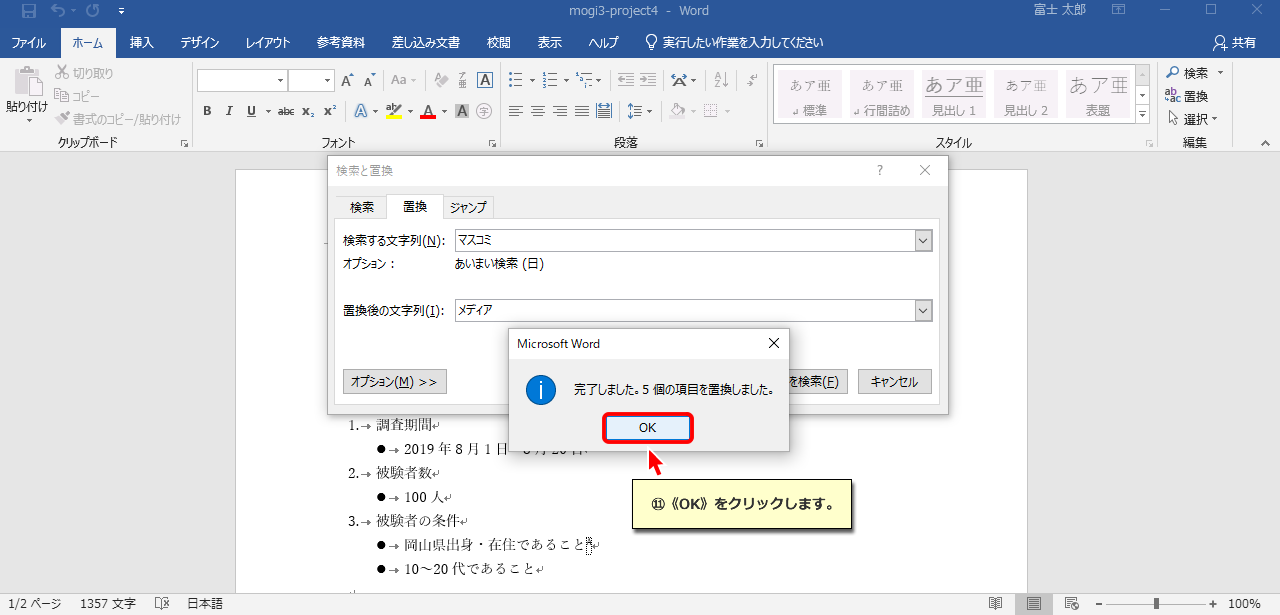 mogi3-project4 - Word
富士 太郎
ファイル ホーム 挿入 デザイン レイアウト 参考資料 差し込み文書 校閲 表示 ヘルプ 実行したい作業を入力してください 共有
貼り付け
切り取り
コピー
書式のコピー/貼り付け
クリップボード
B I U abc x₂ x²
Aa
フォント
段落
あア亜 あア亜 あア亜 あア亜 あア亜
↲標準 ↲行間詰め 見出し 1 見出し 2 表題
スタイル
検索
置換
選択
編集
検索と置換
検索 置換 ジャンプ
検索する文字列(N): マスコミ
オプション: あいまい検索 (日)
置換後の文字列(I): メディア
オプション(M) >>
を検索(F)
キャンセル
Microsoft Word
完了しました。5 個の項目を置換しました。
OK
⑪《OK》をクリックします。
1.→ 調査期間↵
●→ 2019 年 8 月 1 日
2.→ 被験者数↵
●→ 100 人↵
3.→ 被験者の条件↵
●→ 岡山県出身・在住であること
●→ 10～20 代であること↵
1/2 ページ 1357 文字 日本語 100%